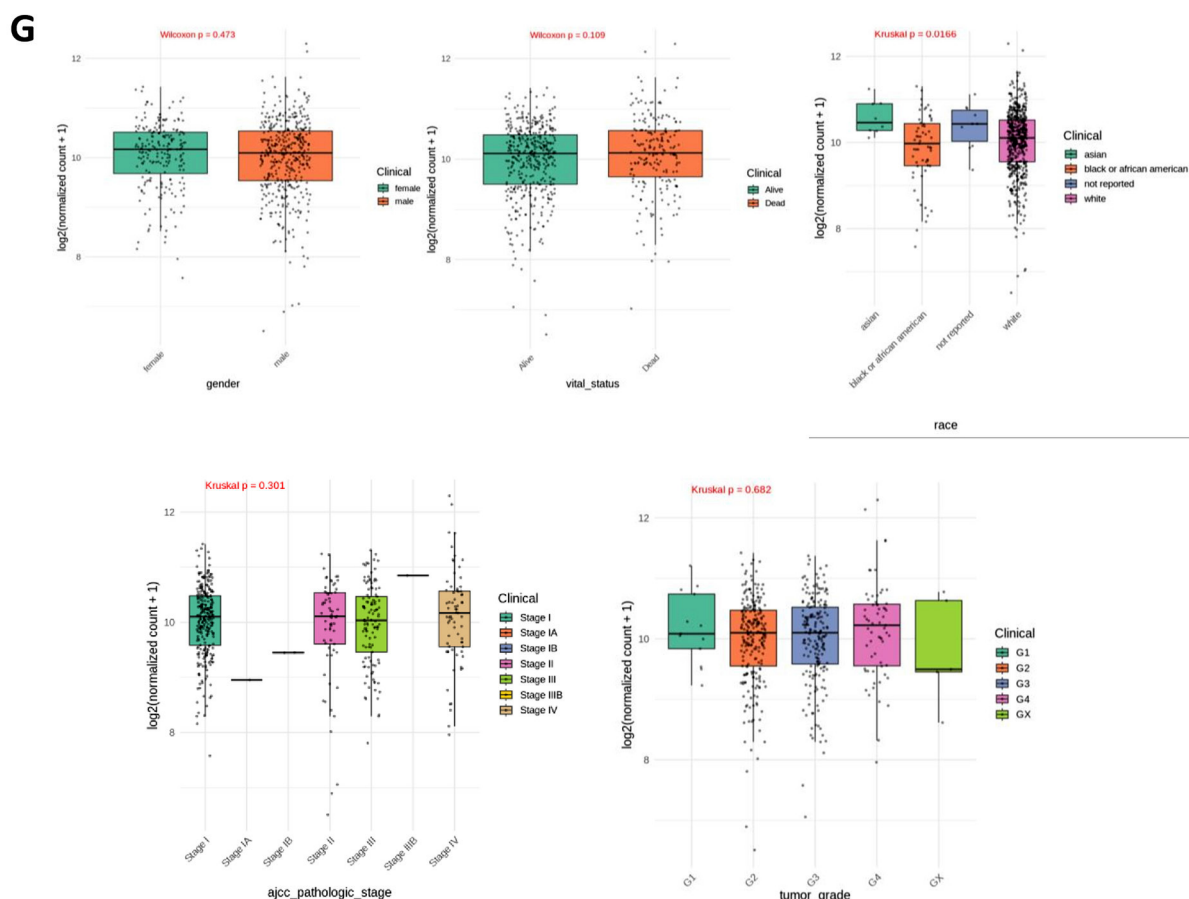 G
Wilcoxon p = 0.473
12
10
8
log2(normalized count + 1)
female
male
gender
Clinical
female
male
Wilcoxon p = 0.109
12
10
8
log2(normalized count + 1)
Alive
Dead
vital_status
Clinical
Alive
Dead
Kruskal p = 0.0166
12
10
8
log2(normalized count + 1)
asian
black or african american
not reported
white
race
Clinical
asian
black or african american
not reported
white
Kruskal p = 0.301
12
10
8
log2(normalized count + 1)
Stage I
Stage IA
Stage IB
Stage II
Stage III
Stage IIIB
Stage IV
ajcc_pathologic_stage
Clinical
Stage I
Stage IA
Stage IB
Stage II
Stage III
Stage IIIB
Stage IV
Kruskal p = 0.682
12
10
8
log2(normalized count + 1)
G1
G2
G3
G4
GX
tumor_grade
Clinical
G1
G2
G3
G4
GX